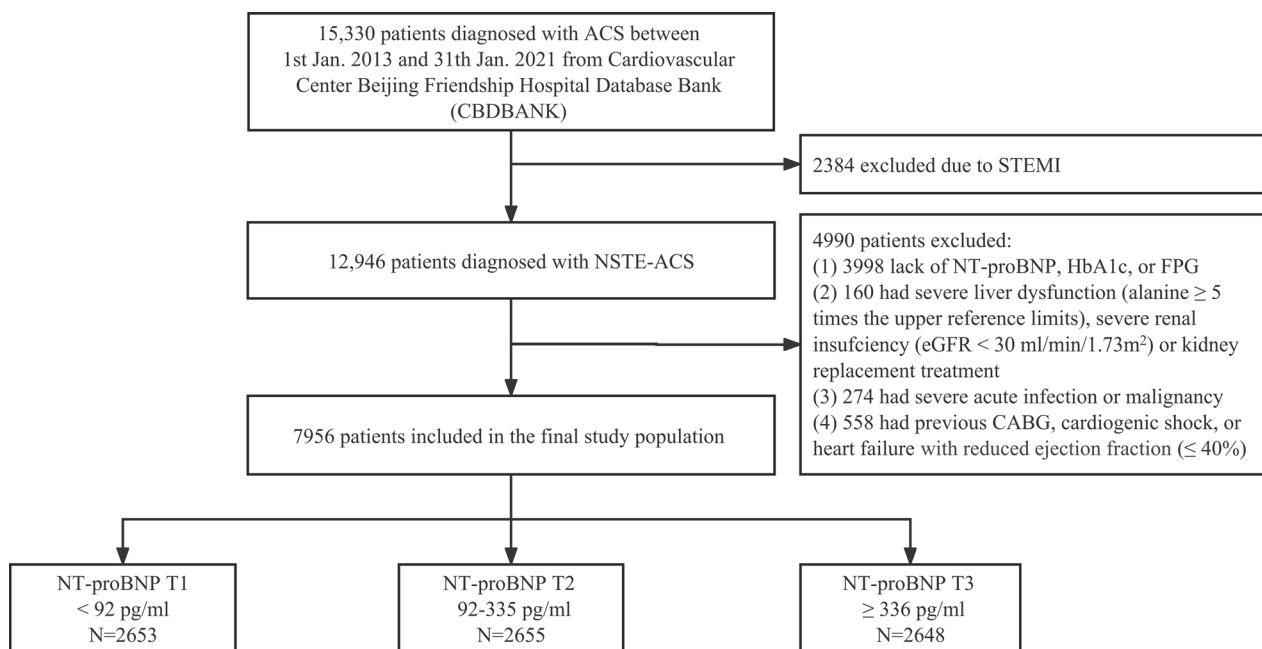 15,330 patients diagnosed with ACS between
1st Jan. 2013 and 31th Jan. 2021 from Cardiovascular
Center Beijing Friendship Hospital Database Bank
(CBDBANK)
2384 excluded due to STEMI
12,946 patients diagnosed with NSTE-ACS
4990 patients excluded:
(1) 3998 lack of NT-proBNP, HbA1c, or FPG
(2) 160 had severe liver dysfunction (alanine ≥ 5
times the upper reference limits), severe renal
insufciency (eGFR < 30 ml/min/1.73m²) or kidney
replacement treatment
(3) 274 had severe acute infection or malignancy
(4) 558 had previous CABG, cardiogenic shock, or
heart failure with reduced ejection fraction (≤ 40%)
7956 patients included in the final study population
NT-proBNP T1
< 92 pg/ml
N=2653
NT-proBNP T2
92-335 pg/ml
N=2655
NT-proBNP T3
≥ 336 pg/ml
N=2648